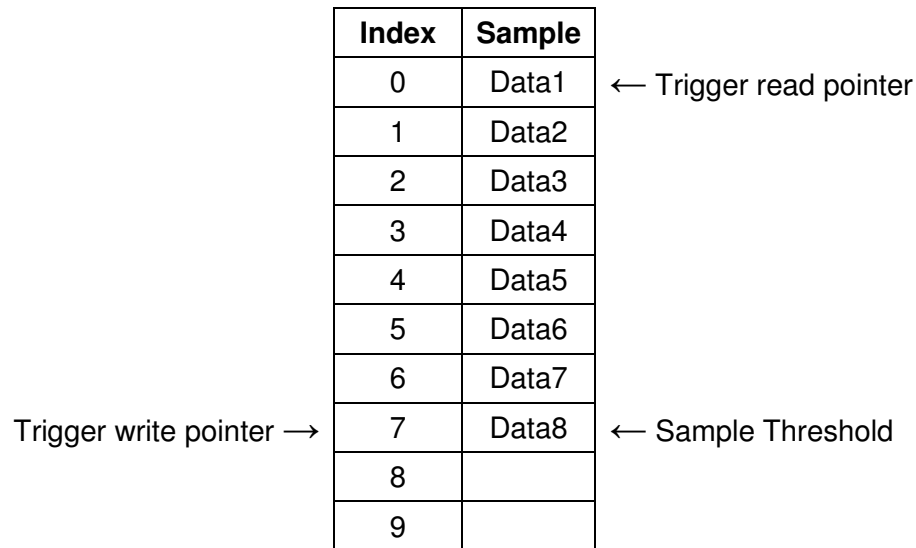 Index Sample
0 Data1 ← Trigger read pointer
1 Data2
2 Data3
3 Data4
4 Data5
5 Data6
6 Data7
Trigger write pointer → 7 Data8 ← Sample Threshold
8
9